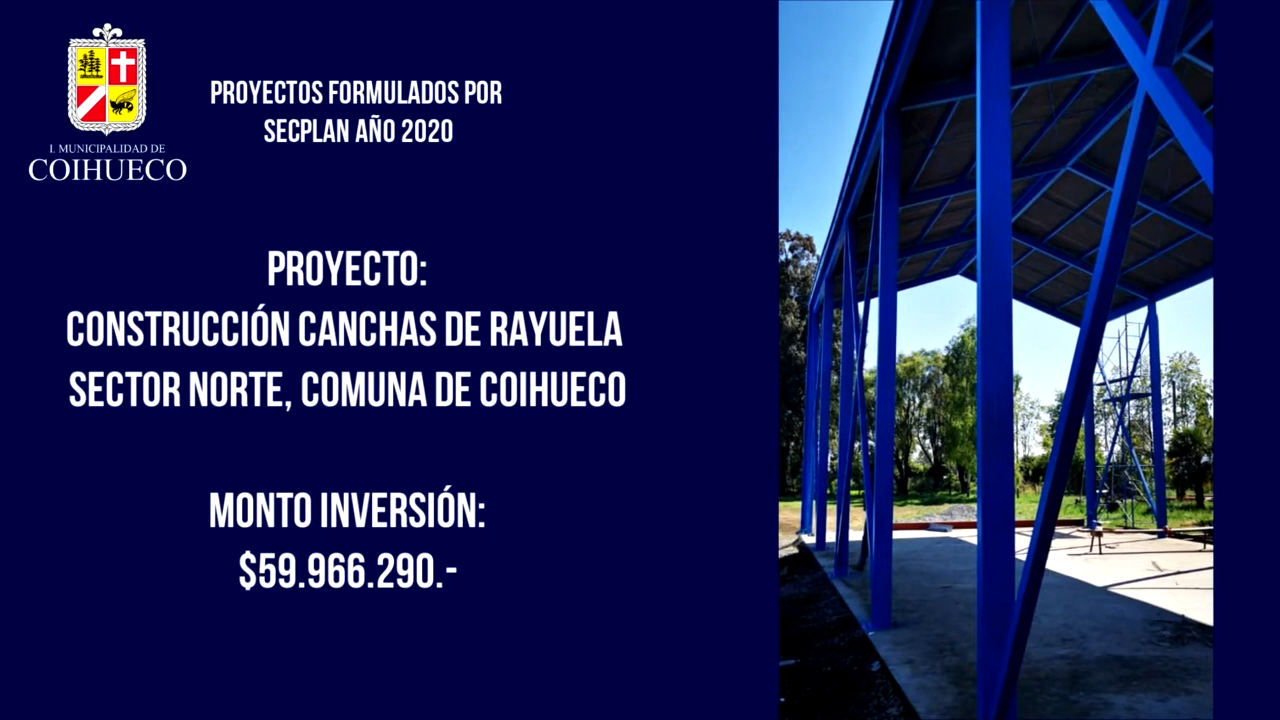 I. MUNICIPALIDAD DE
COIHUECO
PROYECTOS FORMULADOS POR
SECPLAN AÑO 2020
PROYECTO:
CONSTRUCCIÓN CANCHAS DE RAYUELA
SECTOR NORTE, COMUNA DE COIHUECO
MONTO INVERSIÓN:
$59.966.290.-